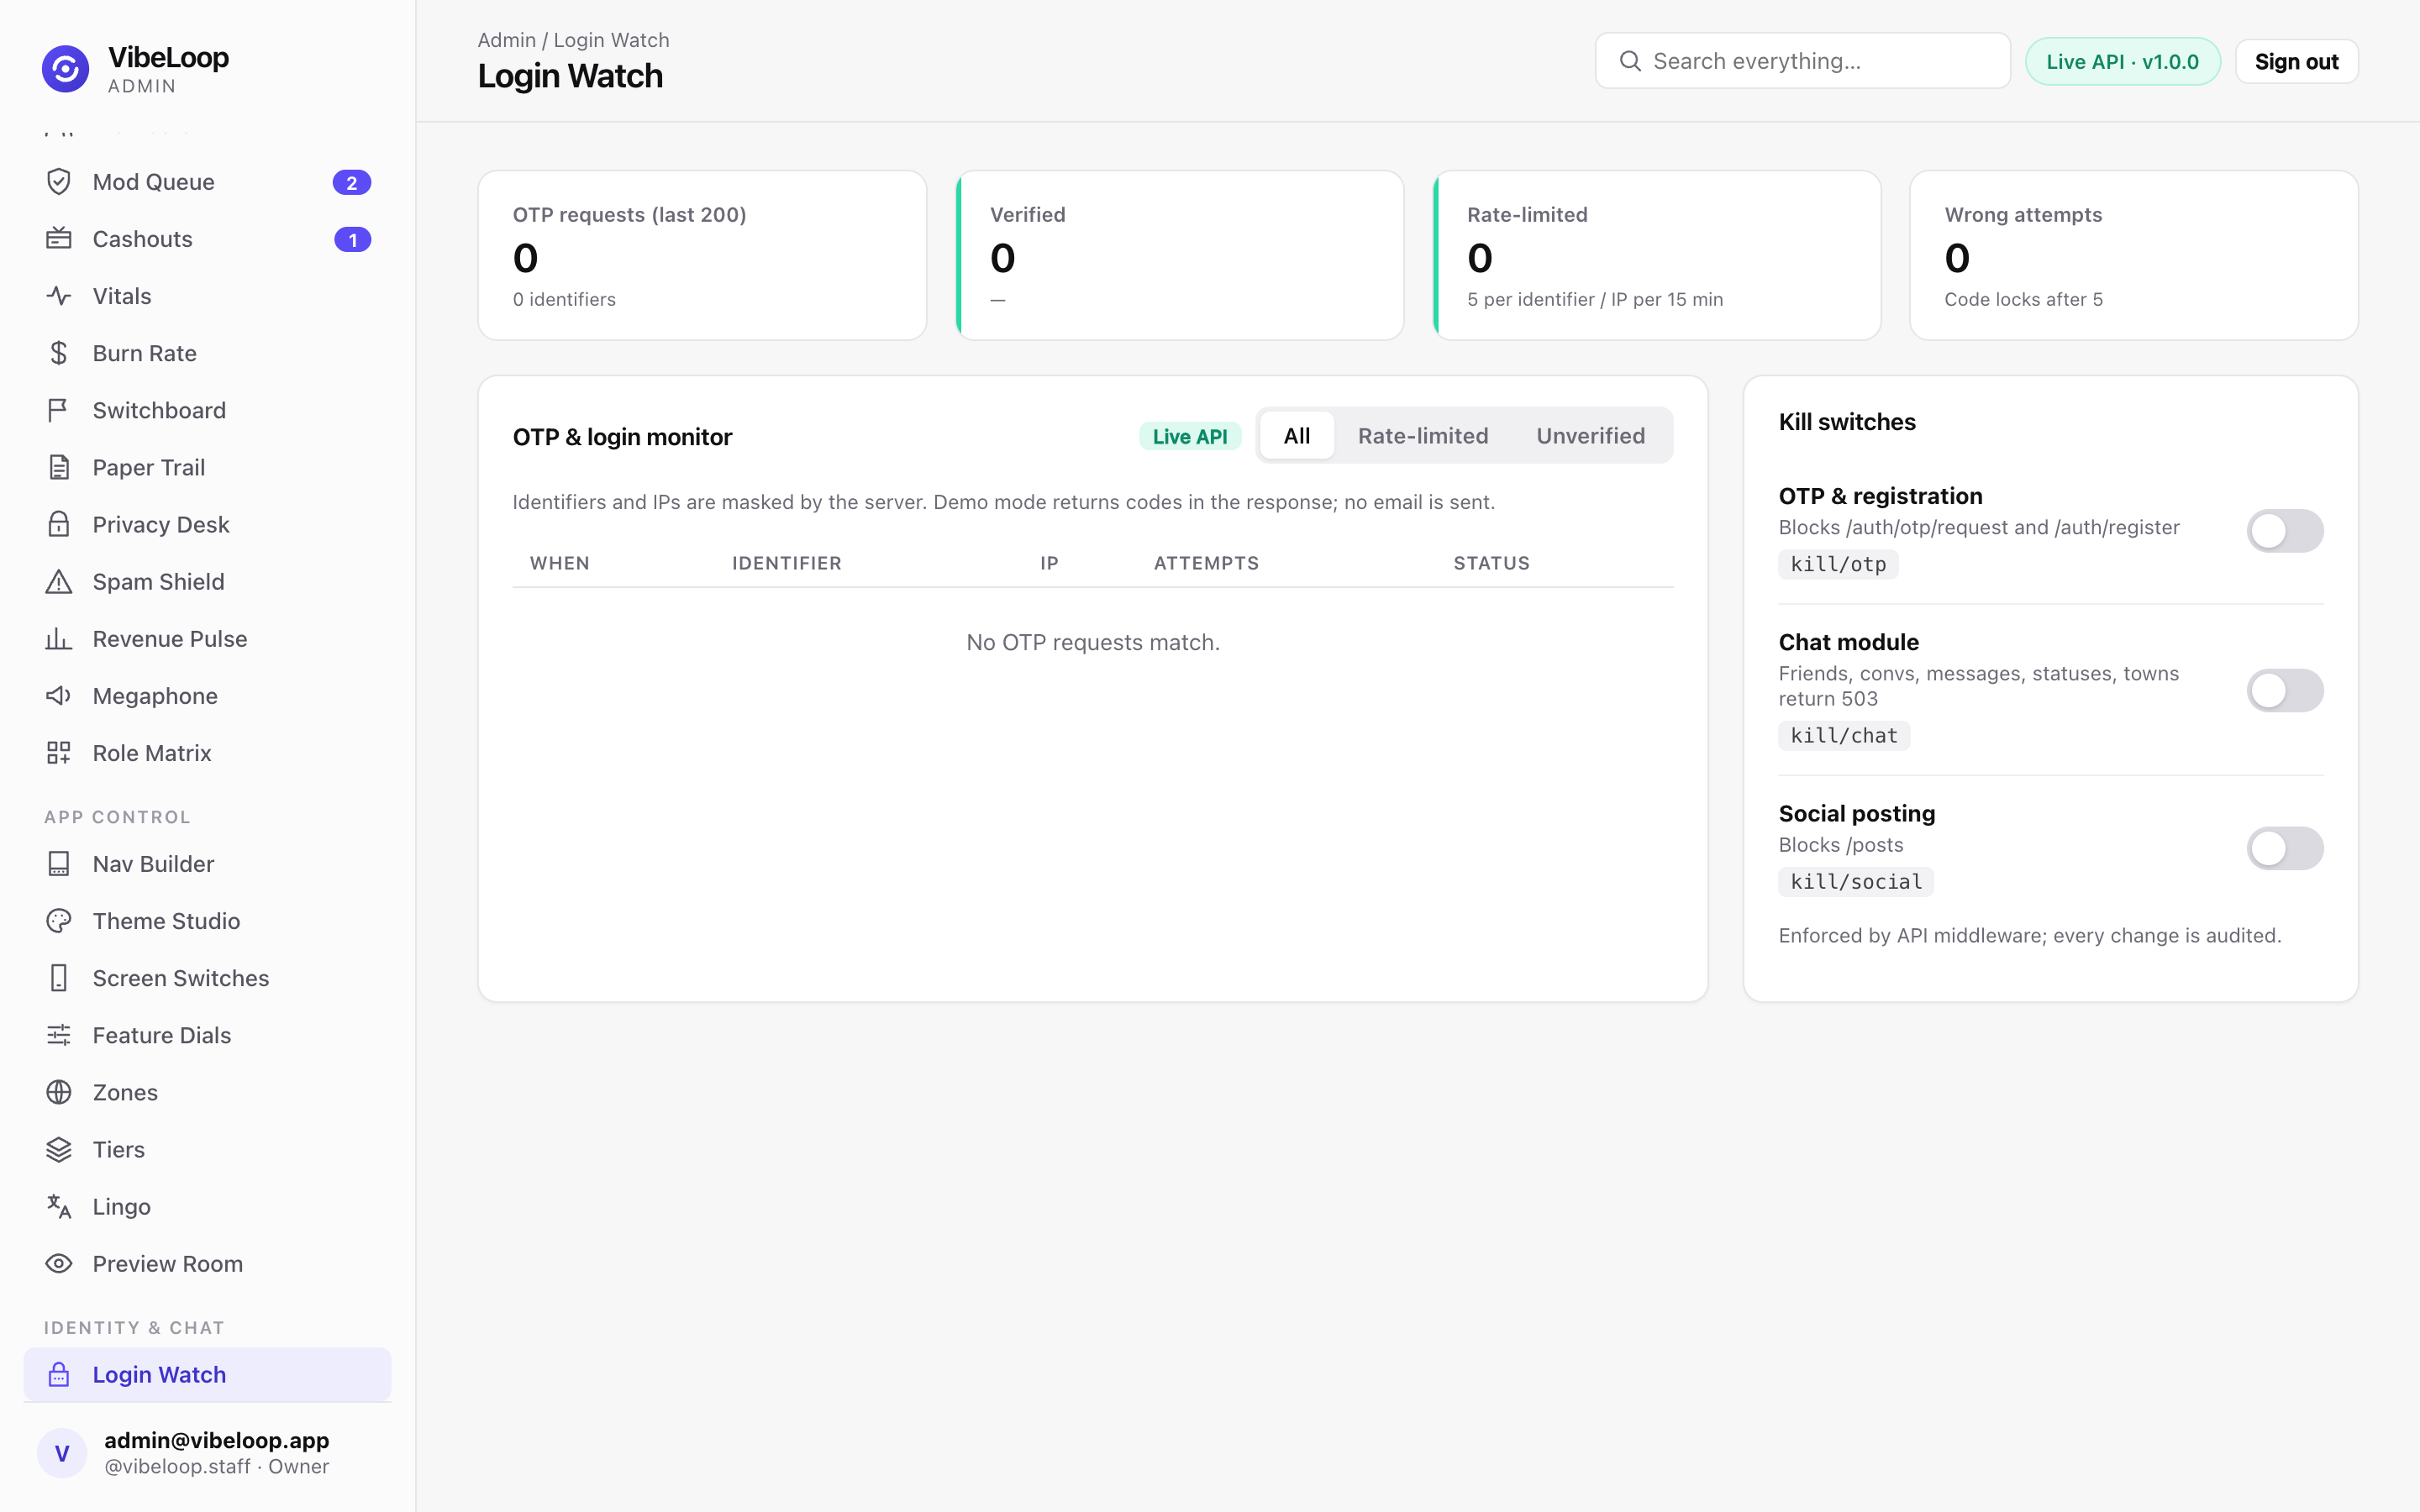 VibeLoop
ADMIN
Mod Queue 2
Cashouts 1
Vitals
Burn Rate
Switchboard
Paper Trail
Privacy Desk
Spam Shield
Revenue Pulse
Megaphone
Role Matrix
APP CONTROL
Nav Builder
Theme Studio
Screen Switches
Feature Dials
Zones
Tiers
Lingo
Preview Room
IDENTITY & CHAT
Login Watch
V
admin@vibeloop.app
@vibeloop.staff · Owner
Admin / Login Watch
Login Watch
Search everything...
Live API · v1.0.0
Sign out
OTP requests (last 200)
0
0 identifiers
Verified
0
—
Rate-limited
0
5 per identifier / IP per 15 min
Wrong attempts
0
Code locks after 5
OTP & login monitor
Live API
All Rate-limited Unverified
Identifiers and IPs are masked by the server. Demo mode returns codes in the response; no email is sent.
WHEN IDENTIFIER IP ATTEMPTS STATUS
No OTP requests match.
Kill switches
OTP & registration
Blocks /auth/otp/request and /auth/register
kill/otp
Chat module
Friends, convs, messages, statuses, towns
return 503
kill/chat
Social posting
Blocks /posts
kill/social
Enforced by API middleware; every change is audited.